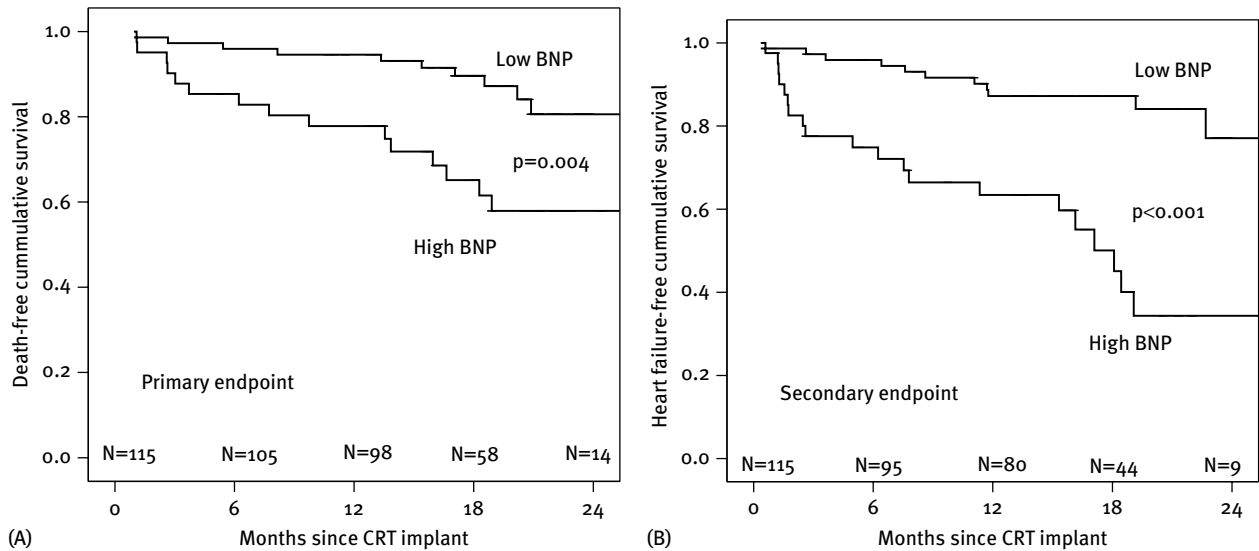 1.0
0.8
0.6
0.4
0.2
0.0
Death-free cummulative survival
Low BNP
p=0.004
High BNP
Primary endpoint
N=115 N=105 N=98 N=58 N=14
0 6 12 18 24
Months since CRT implant
(A)
1.0
0.8
0.6
0.4
0.2
0.0
Heart failure-free cummulative survival
Low BNP
p<0.001
High BNP
Secondary endpoint
N=115 N=95 N=80 N=44 N=9
0 6 12 18 24
Months since CRT implant
(B)